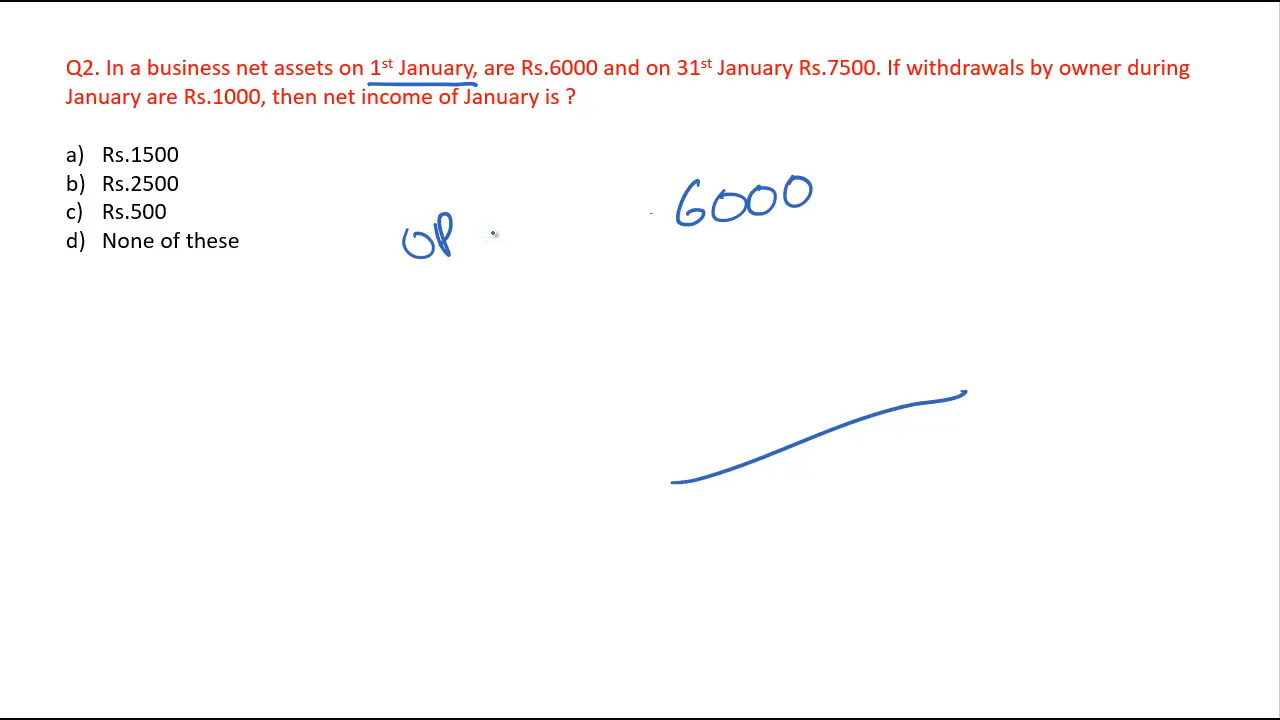 Q2. In a business net assets on 1st January, are Rs.6000 and on 31st January Rs.7500. If withdrawals by owner during
January are Rs.1000, then net income of January is ?
a) Rs.1500
b) Rs.2500
c) Rs.500
d) None of these
6000
OP